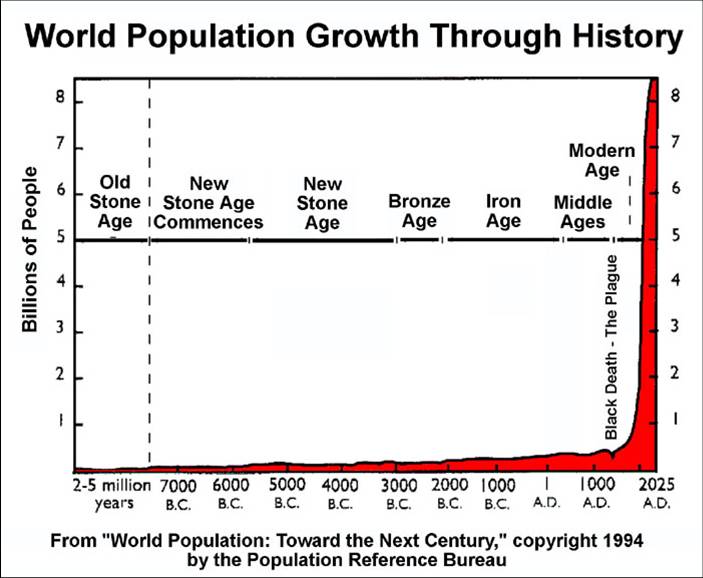 World Population Growth Through History
Billions of People
8
7
6
5
4
3
2
1
Old
Stone
Age
New
Stone Age
Commences
New
Stone
Age
Bronze
Age
Iron
Age
Middle
Ages
Modern
Age
Black Death - The Plague
8
7
6
5
4
3
2
1
2-5 million 7000 6000 5000 4000 3000 2000 1000 1 1000 2025
years B.C. B.C. B.C. B.C. B.C. B.C. B.C. A.D. A.D. A.D.
From "World Population: Toward the Next Century," copyright 1994
by the Population Reference Bureau